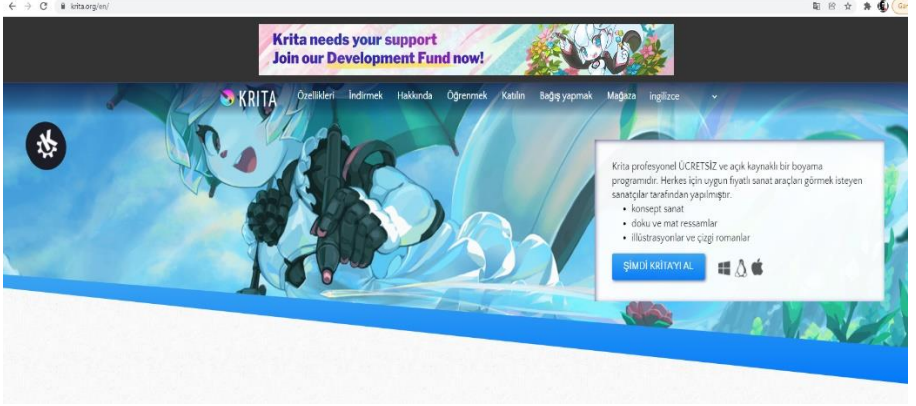 krita.org/en/
Krita needs your support
Join our Development Fund now!
KRITA
Özellikleri İndirmek Hakkında Öğrenmek Katılın Bağış yapmak Mağaza ingilizce
Krita profesyonel ÜCRETSİZ ve açık kaynaklı bir boyama
programıdır. Herkes için uygun fiyatlı sanat araçları görmek isteyen
sanatçılar tarafından yapılmıştır.
• konsept sanat
• doku ve mat ressamlar
• illüstrasyonlar ve çizgi romanlar
ŞİMDİ KRİTA'YI AL